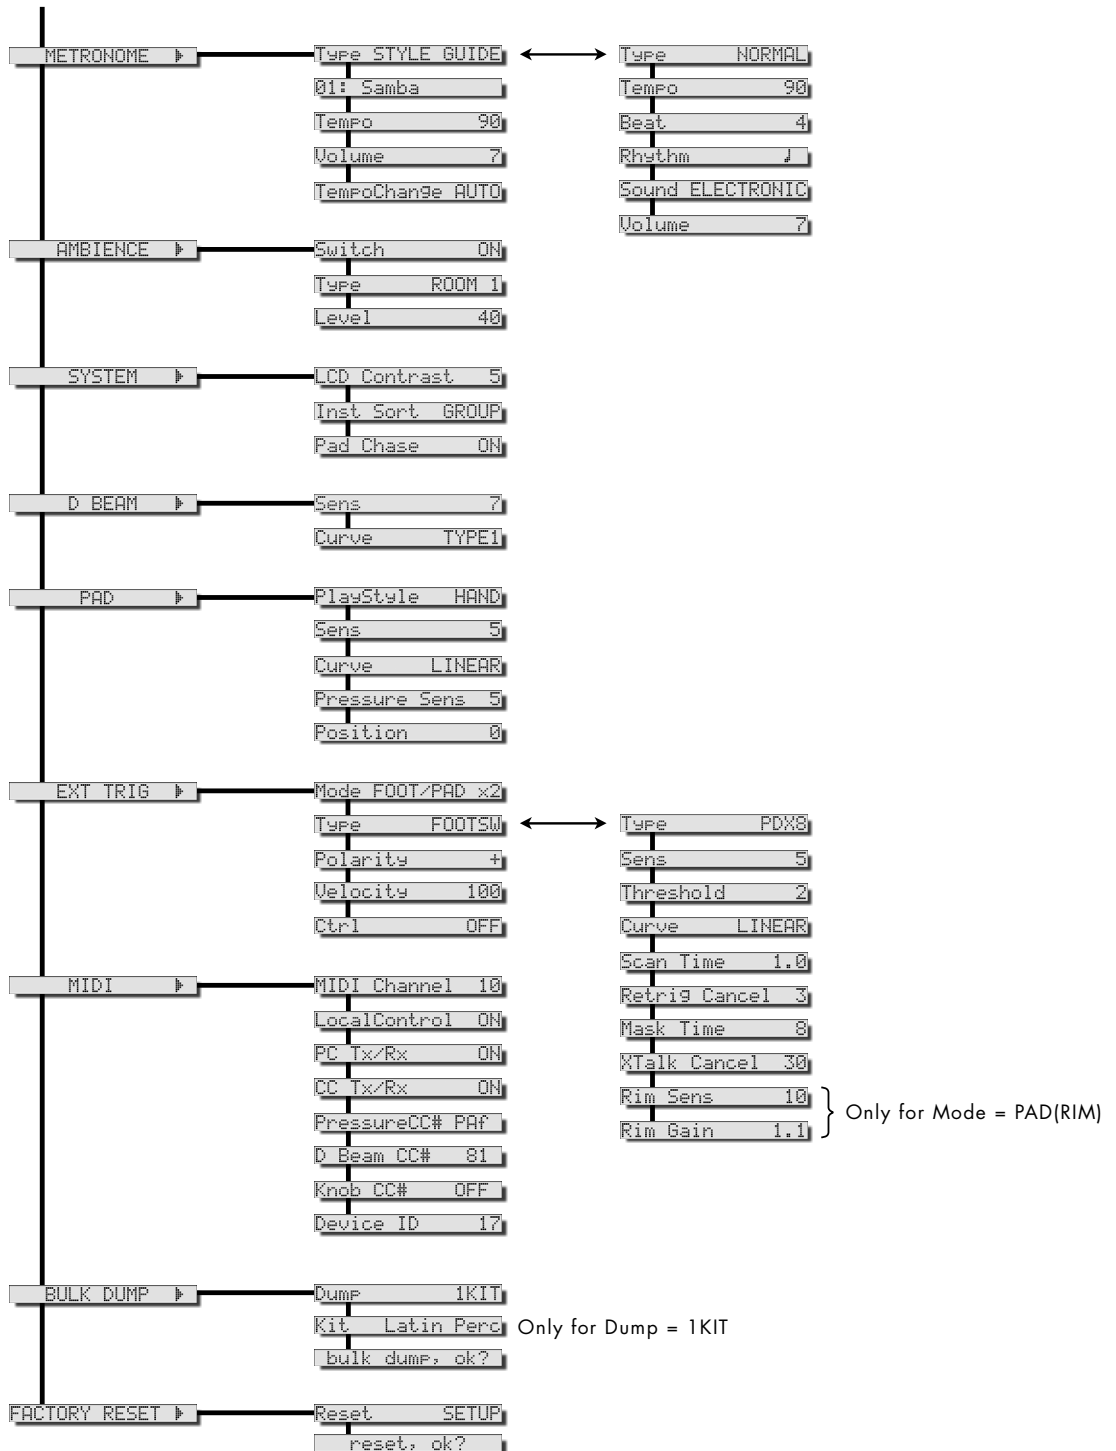 METRONOME
Type STYLE GUIDE
01: Samba
Tempo 90
Volume 7
TempoChange AUTO
Type NORMAL
Tempo 90
Beat 4
Rhythm ♩
Sound ELECTRONIC
Volume 7
AMBIENCE
Switch ON
Type ROOM 1
Level 40
SYSTEM
LCD Contrast 5
Inst Sort GROUP
Pad Chase ON
D BEAM
Sens 7
Curve TYPE1
PAD
PlayStyle HAND
Sens 5
Curve LINEAR
Pressure Sens 5
Position 0
EXT TRIG
Mode FOOT/PAD x2
Type FOOTSW
Polarity +
Velocity 100
Ctrl OFF
Type PDX8
Sens 5
Threshold 2
Curve LINEAR
Scan Time 1.0
Retrig Cancel 3
Mask Time 8
XTalk Cancel 30
Rim Sens 10
Rim Gain 1.1
Only for Mode = PAD(RIM)
MIDI
MIDI Channel 10
LocalControl ON
PC Tx/Rx ON
CC Tx/Rx ON
PressureCC# PAf
D Beam CC# 81
Knob CC# OFF
Device ID 17
BULK DUMP
Dump 1KIT
Kit Latin Perc
Only for Dump = 1KIT
bulk dump, ok?
FACTORY RESET
Reset SETUP
reset, ok?